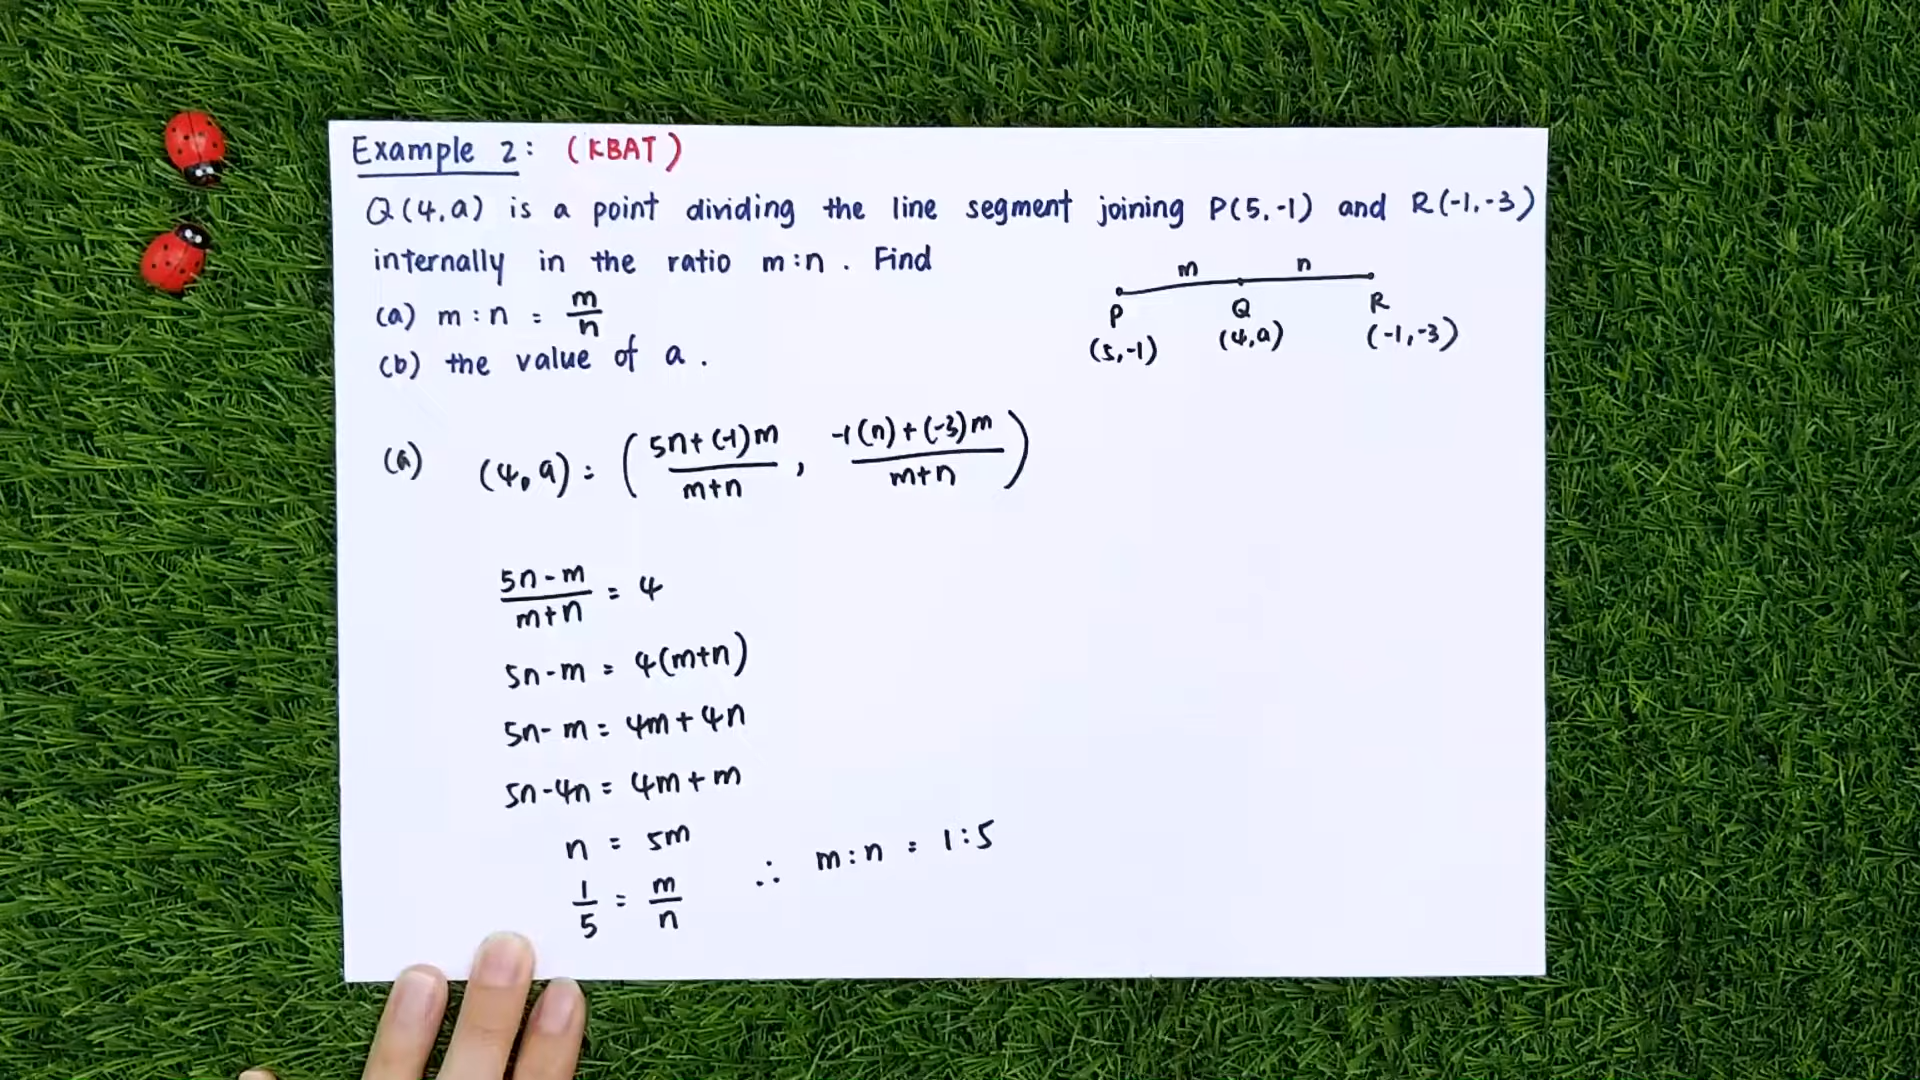 Example 2: (KBAT)
Q(4,a) is a point dividing the line segment joining P(5,-1) and R(-1,-3)
internally in the ratio m:n. Find
(a) m:n = m/n
(b) the value of a.
m n
P Q R
(5,-1) (4,a) (-1,-3)
(a) (4,a) = ( (5n+(-1)m)/(m+n) , (-1(n)+(-3)m)/(m+n) )
(5n-m)/(m+n) = 4
5n-m = 4(m+n)
5n-m = 4m+4n
5n-4n = 4m+m
n = 5m
1/5 = m/n ∴ m:n = 1:5